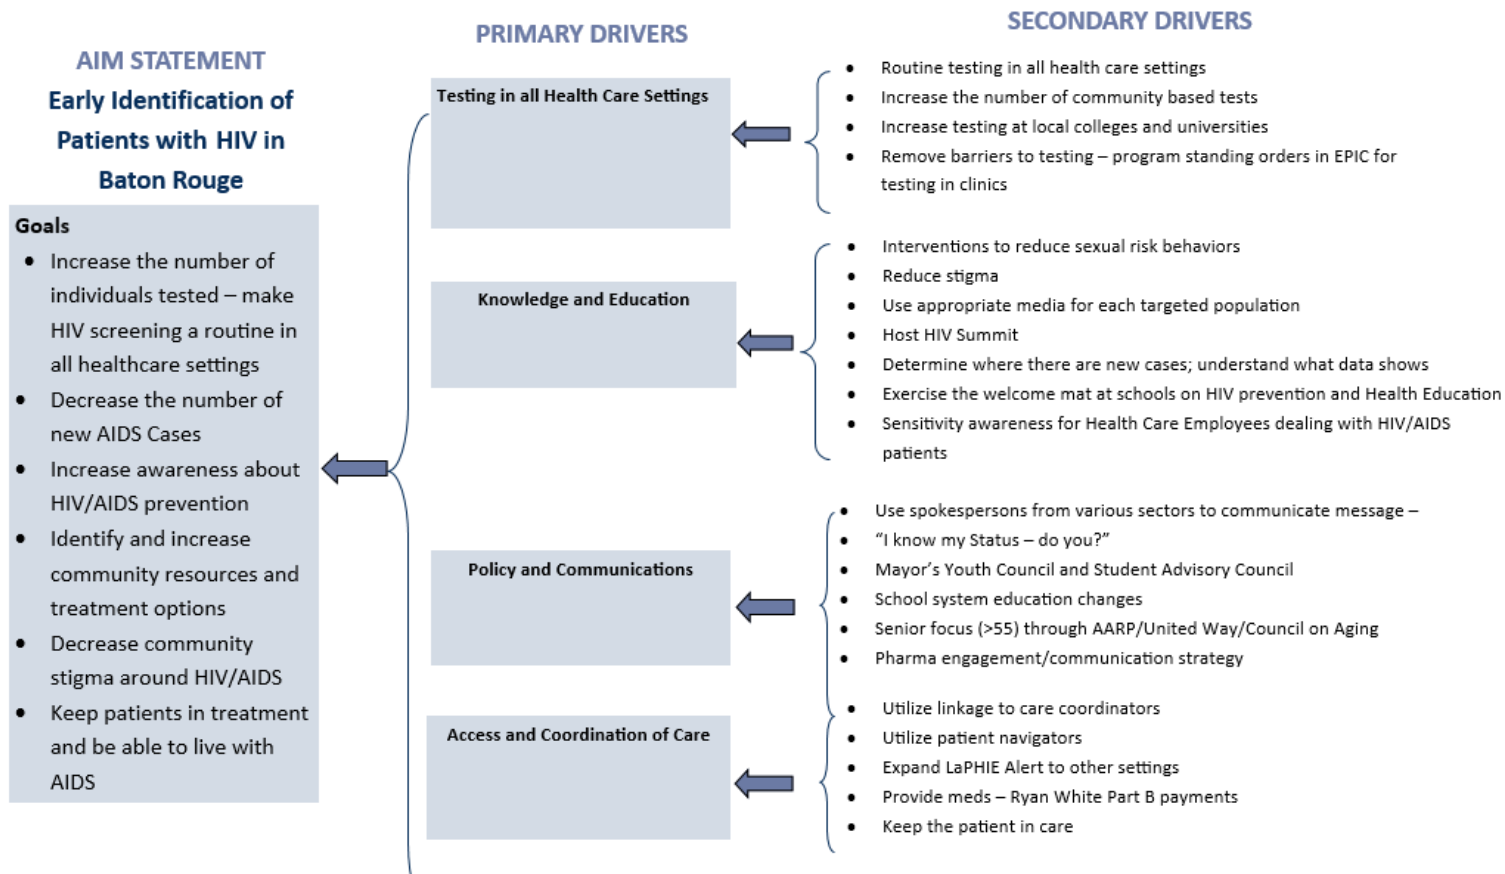 AIM STATEMENT
Early Identification of
Patients with HIV in
Baton Rouge
Goals
• Increase the number of
individuals tested – make
HIV screening a routine in
all healthcare settings
• Decrease the number of
new AIDS Cases
• Increase awareness about
HIV/AIDS prevention
• Identify and increase
community resources and
treatment options
• Decrease community
stigma around HIV/AIDS
• Keep patients in treatment
and be able to live with
AIDS
PRIMARY DRIVERS
Testing in all Health Care Settings
Knowledge and Education
Policy and Communications
Access and Coordination of Care
SECONDARY DRIVERS
• Routine testing in all health care settings
• Increase the number of community based tests
• Increase testing at local colleges and universities
• Remove barriers to testing – program standing orders in EPIC for
testing in clinics
• Interventions to reduce sexual risk behaviors
• Reduce stigma
• Use appropriate media for each targeted population
• Host HIV Summit
• Determine where there are new cases; understand what data shows
• Exercise the welcome mat at schools on HIV prevention and Health Education
• Sensitivity awareness for Health Care Employees dealing with HIV/AIDS
patients
• Use spokespersons from various sectors to communicate message –
• “I know my Status – do you?”
• Mayor’s Youth Council and Student Advisory Council
• School system education changes
• Senior focus (>55) through AARP/United Way/Council on Aging
• Pharma engagement/communication strategy
• Utilize linkage to care coordinators
• Utilize patient navigators
• Expand LaPHIE Alert to other settings
• Provide meds – Ryan White Part B payments
• Keep the patient in care